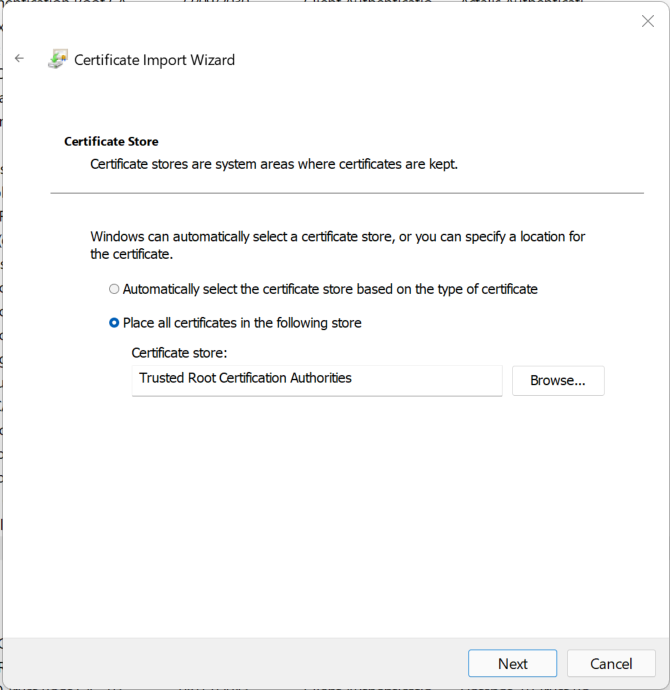 Certificate Import Wizard
Certificate Store
Certificate stores are system areas where certificates are kept.
Windows can automatically select a certificate store, or you can specify a location for
the certificate.
Automatically select the certificate store based on the type of certificate
Place all certificates in the following store
Certificate store:
Trusted Root Certification Authorities
Browse...
Next
Cancel